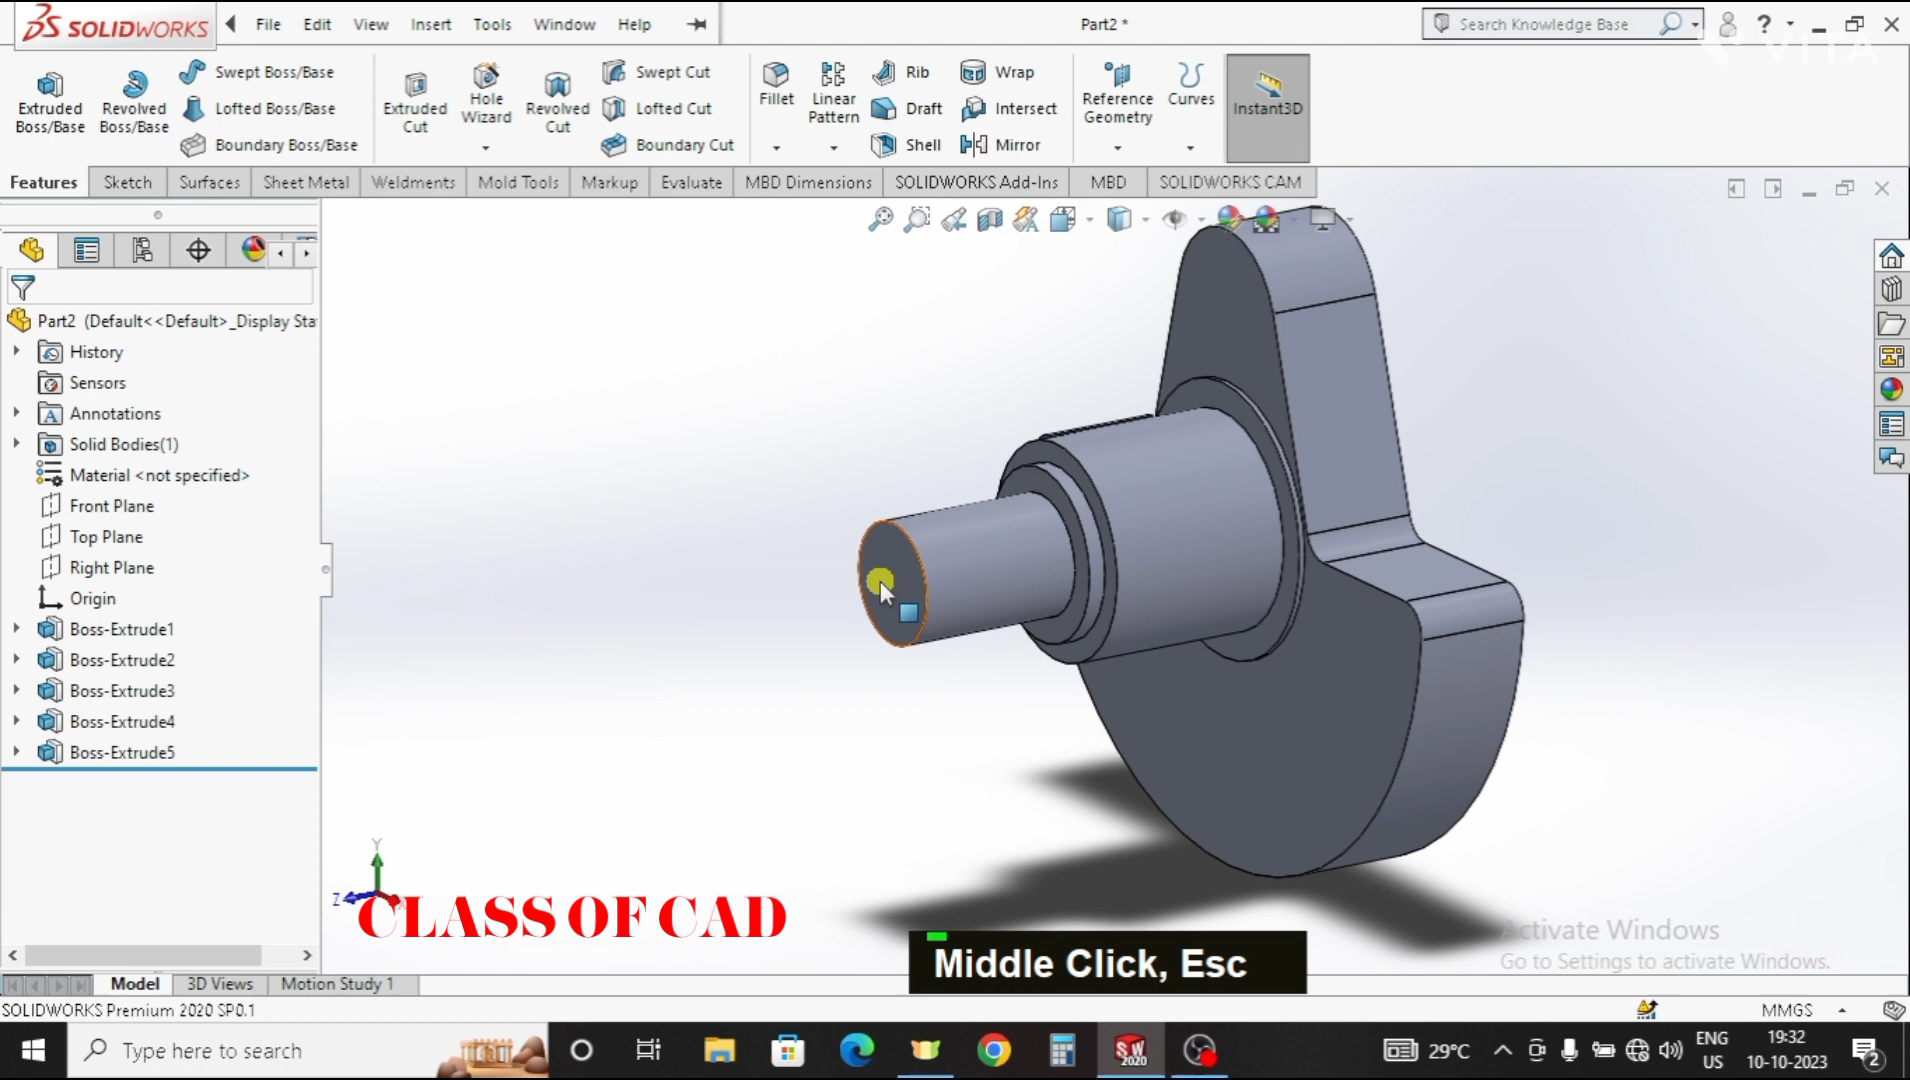 SOLIDWORKS
File Edit View Insert Tools Window Help
Part2 *
Search Knowledge Base
?
VITA
Extruded Boss/Base
Revolved Boss/Base
Swept Boss/Base
Lofted Boss/Base
Boundary Boss/Base
Extruded Cut
Hole Wizard
Revolved Cut
Swept Cut
Lofted Cut
Boundary Cut
Fillet
Linear Pattern
Rib
Draft
Shell
Wrap
Intersect
Mirror
Reference Geometry
Curves
Instant3D
Features Sketch Surfaces Sheet Metal Weldments Mold Tools Markup Evaluate MBD Dimensions SOLIDWORKS Add-Ins MBD SOLIDWORKS CAM
Part2 (Default<<Default>_Display Sta
History
Sensors
Annotations
Solid Bodies(1)
Material <not specified>
Front Plane
Top Plane
Right Plane
Origin
Boss-Extrude1
Boss-Extrude2
Boss-Extrude3
Boss-Extrude4
Boss-Extrude5
Y
Z
CLASS OF CAD
Middle Click, Esc
Activate Windows
Go to Settings to activate Windows.
Model 3D Views Motion Study 1
SOLIDWORKS Premium 2020 SP0.1
MMGS
Type here to search
SW 2020
29°C
ENG
US
19:32
10-10-2023
2